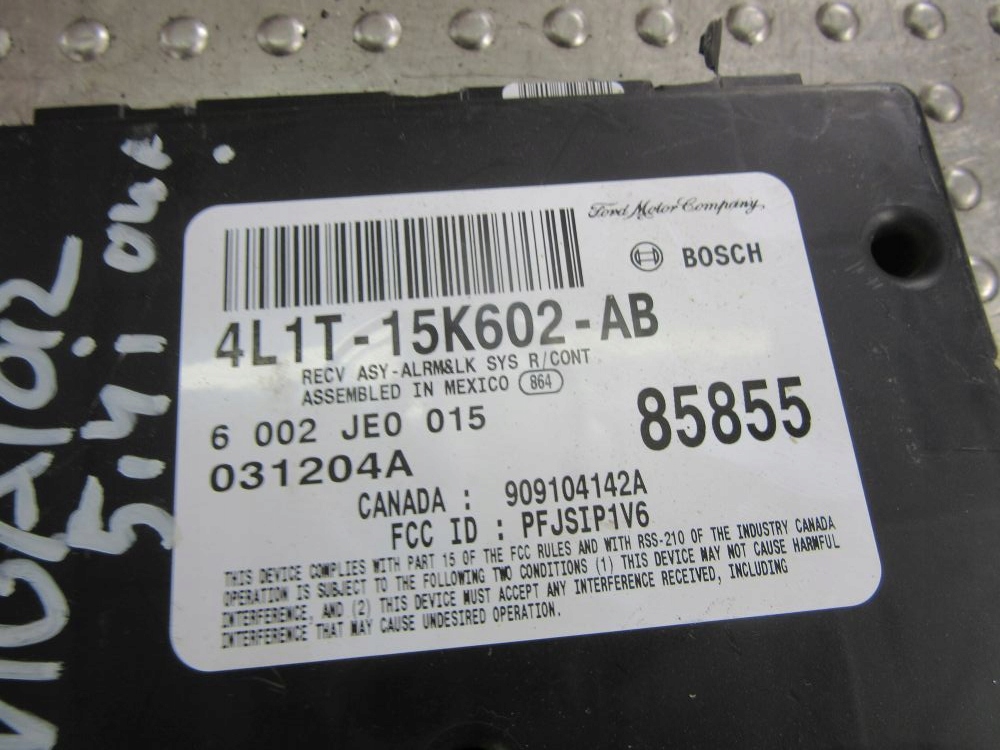 Ford Motor Company,
BOSCH
4L1T-15K602-AB
RECV ASY-ALRM&LK SYS R/CONT
ASSEMBLED IN MEXICO 864
6 002 JE0 015
85855
031204A
CANADA : 909104142A
FCC ID : PFJSIP1V6
THIS DEVICE COMPLIES WITH PART 15 OF THE FCC RULES AND WITH RSS-210 OF THE INDUSTRY CANADA
OPERATION IS SUBJECT TO THE FOLLOWING TWO CONDITIONS (1) THIS DEVICE MAY NOT CAUSE HARMFUL
INTERFERENCE, AND (2) THIS DEVICE MUST ACCEPT ANY INTERFERENCE RECEIVED, INCLUDING
INTERFERENCE THAT MAY CAUSE UNDESIRED OPERATION.